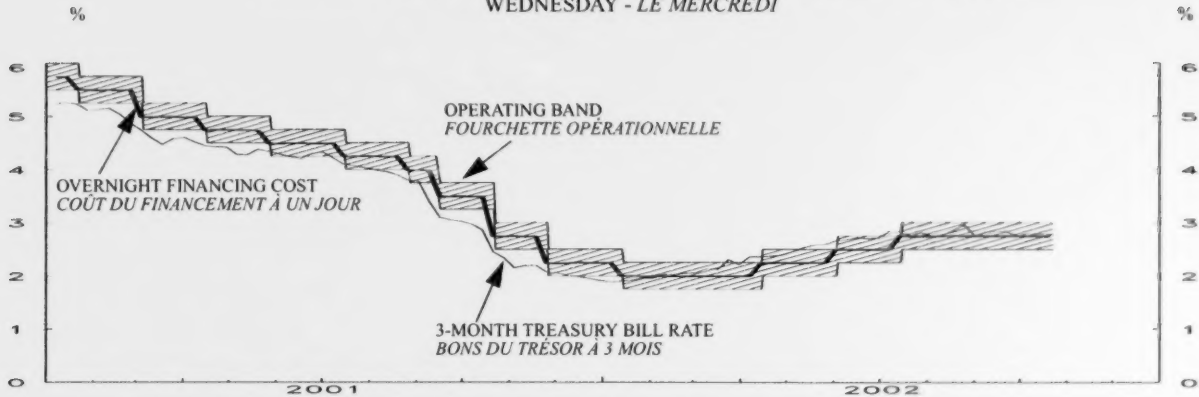 WEDNESDAY - LE MERCREDI
% %
6 6
5 5
4 4
3 3
2 2
1 1
0 0
OPERATING BAND
FOURCHETTE OPÉRATIONNELLE
OVERNIGHT FINANCING COST
COÛT DU FINANCEMENT À UN JOUR
3-MONTH TREASURY BILL RATE
BONS DU TRÉSOR À 3 MOIS
2001 2002